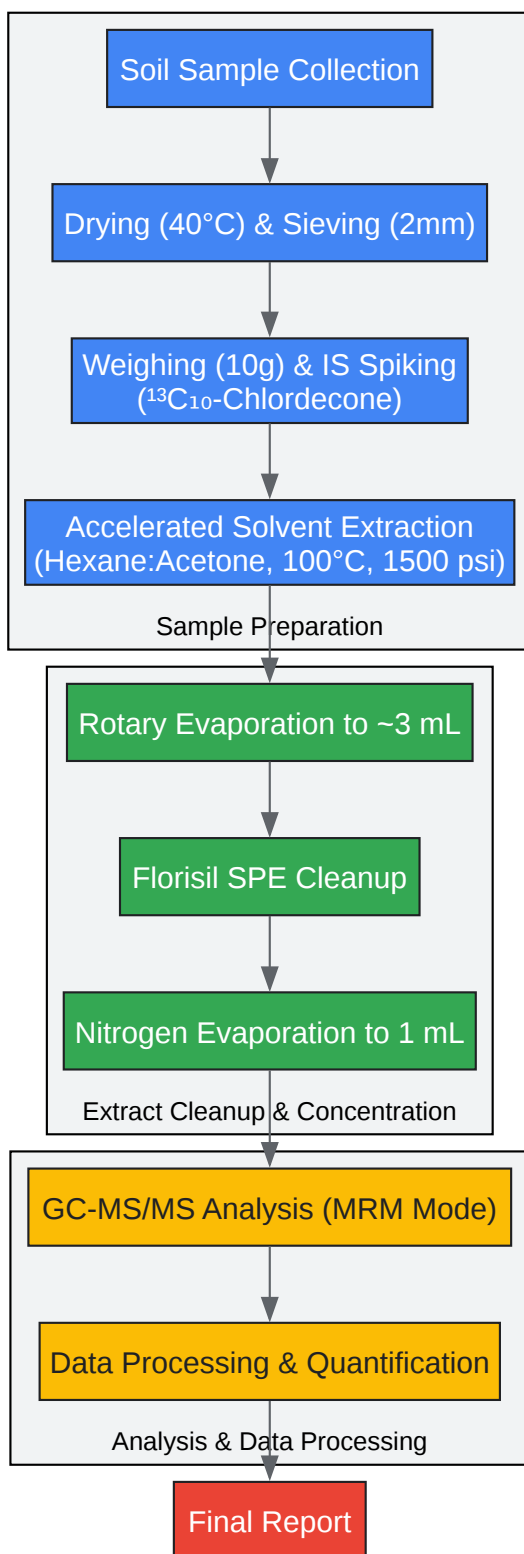 Soil Sample Collection
Drying (40°C) & Sieving (2mm)
Weighing (10g) & IS Spiking
(¹³C₁₀-Chlordecone)
Accelerated Solvent Extraction
(Hexane:Acetone, 100°C, 1500 psi)
Sample Preparation
Rotary Evaporation to ~3 mL
Florisil SPE Cleanup
Nitrogen Evaporation to 1 mL
Extract Cleanup & Concentration
GC-MS/MS Analysis (MRM Mode)
Data Processing & Quantification
Analysis & Data Processing
Final Report